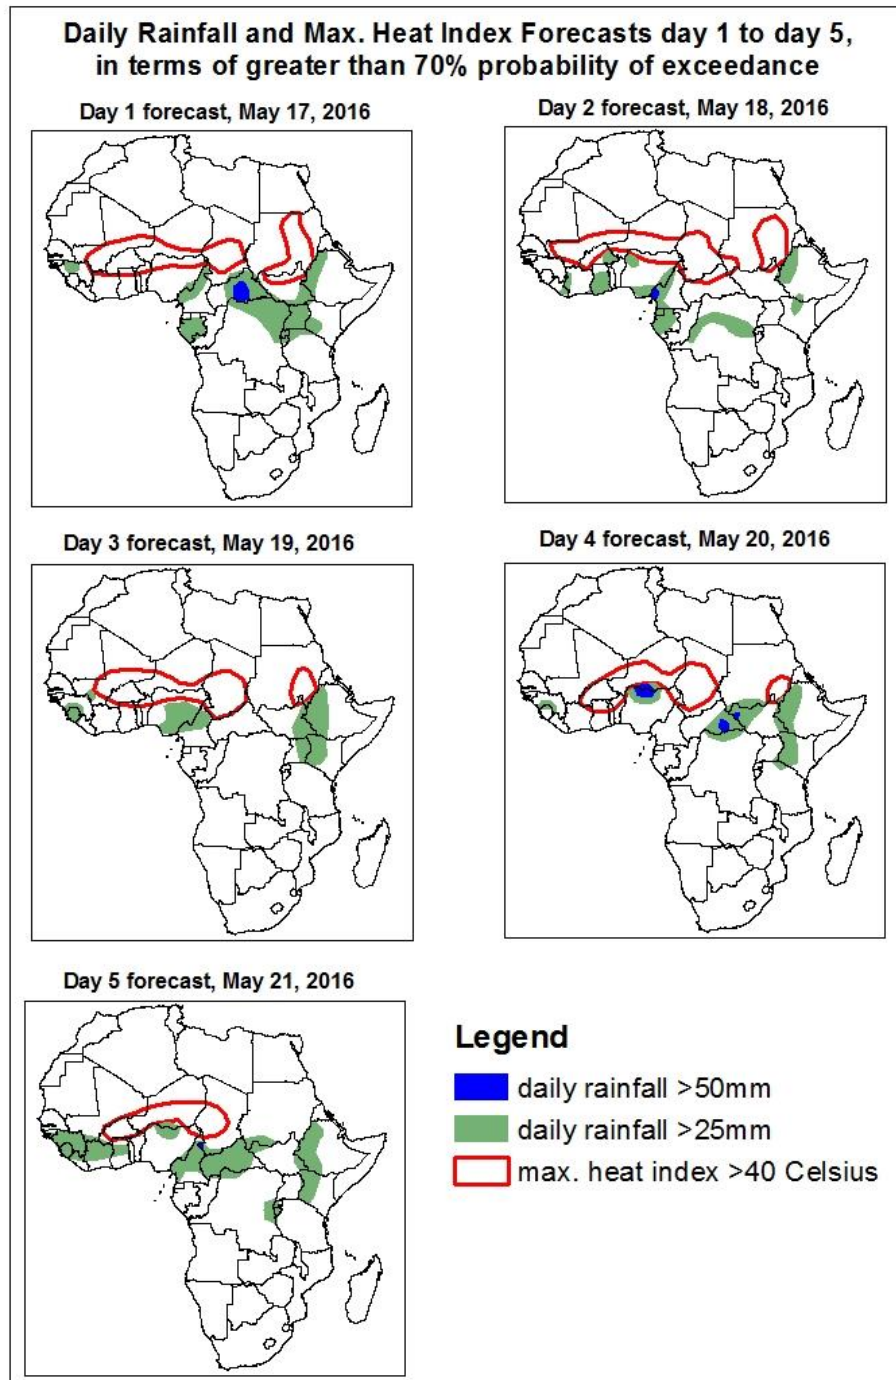 Daily Rainfall and Max. Heat Index Forecasts day 1 to day 5,
in terms of greater than 70% probability of exceedance
Day 1 forecast, May 17, 2016
Day 2 forecast, May 18, 2016
Day 3 forecast, May 19, 2016
Day 4 forecast, May 20, 2016
Day 5 forecast, May 21, 2016
Legend
daily rainfall >50mm
daily rainfall >25mm
max. heat index >40 Celsius